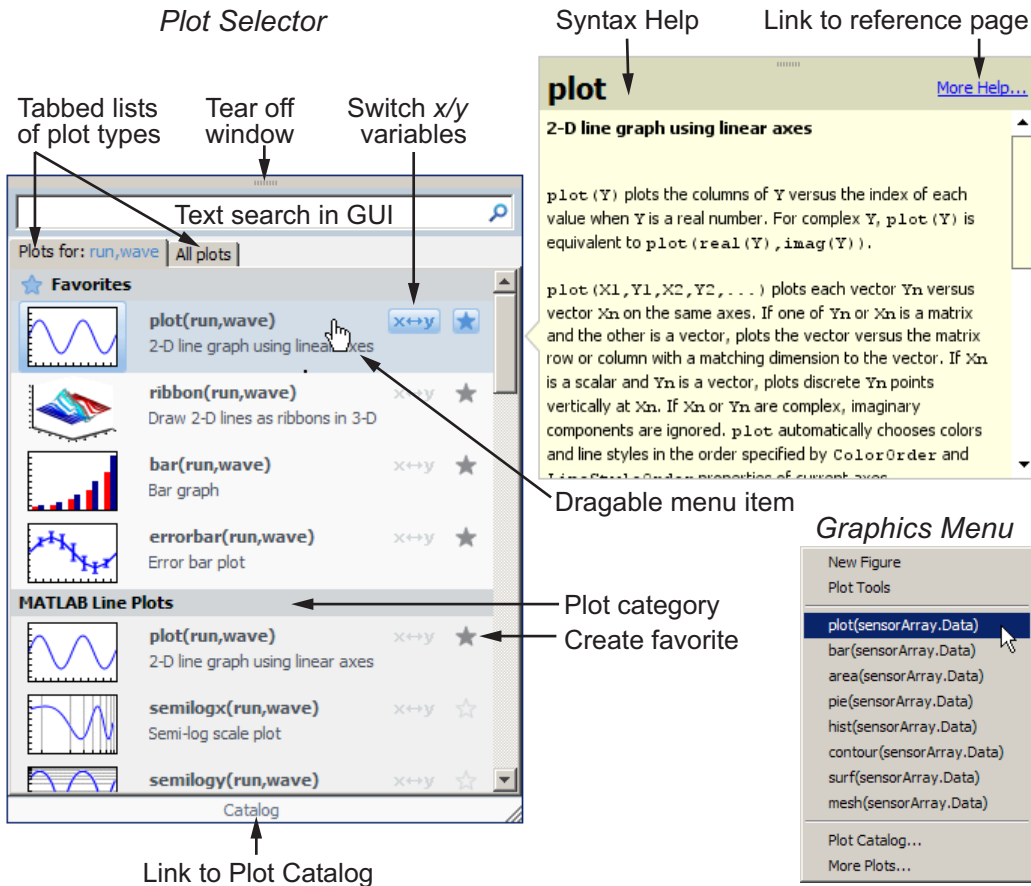 Plot Selector
Syntax Help
Link to reference page
Tabbed lists
of plot types
Tear off
window
Switch x/y
variables
Text search in GUI
Plots for: run,wave
All plots
Favorites
plot(run,wave)
x↔y
2-D line graph using linear axes
ribbon(run,wave)
x↔y
Draw 2-D lines as ribbons in 3-D
bar(run,wave)
x↔y
Bar graph
errorbar(run,wave)
x↔y
Error bar plot
MATLAB Line Plots
plot(run,wave)
x↔y
2-D line graph using linear axes
semilogx(run,wave)
x↔y
Semi-log scale plot
semilogy(run,wave)
x↔y
Catalog
Link to Plot Catalog
plot
More Help...
2-D line graph using linear axes
plot(Y) plots the columns of Y versus the index of each
value when Y is a real number. For complex Y, plot(Y) is
equivalent to plot(real(Y),imag(Y)).
plot(X1,Y1,X2,Y2,...) plots each vector Yn versus
vector Xn on the same axes. If one of Yn or Xn is a matrix
and the other is a vector, plots the vector versus the matrix
row or column with a matching dimension to the vector. If Xn
is a scalar and Yn is a vector, plots discrete Yn points
vertically at Xn. If Xn or Yn are complex, imaginary
components are ignored. plot automatically chooses colors
and line styles in the order specified by ColorOrder and
LineStyleOrder properties of current axes
Dragable menu item
Plot category
Create favorite
Graphics Menu
New Figure
Plot Tools
plot(sensorArray.Data)
bar(sensorArray.Data)
area(sensorArray.Data)
pie(sensorArray.Data)
hist(sensorArray.Data)
contour(sensorArray.Data)
surf(sensorArray.Data)
mesh(sensorArray.Data)
Plot Catalog...
More Plots...